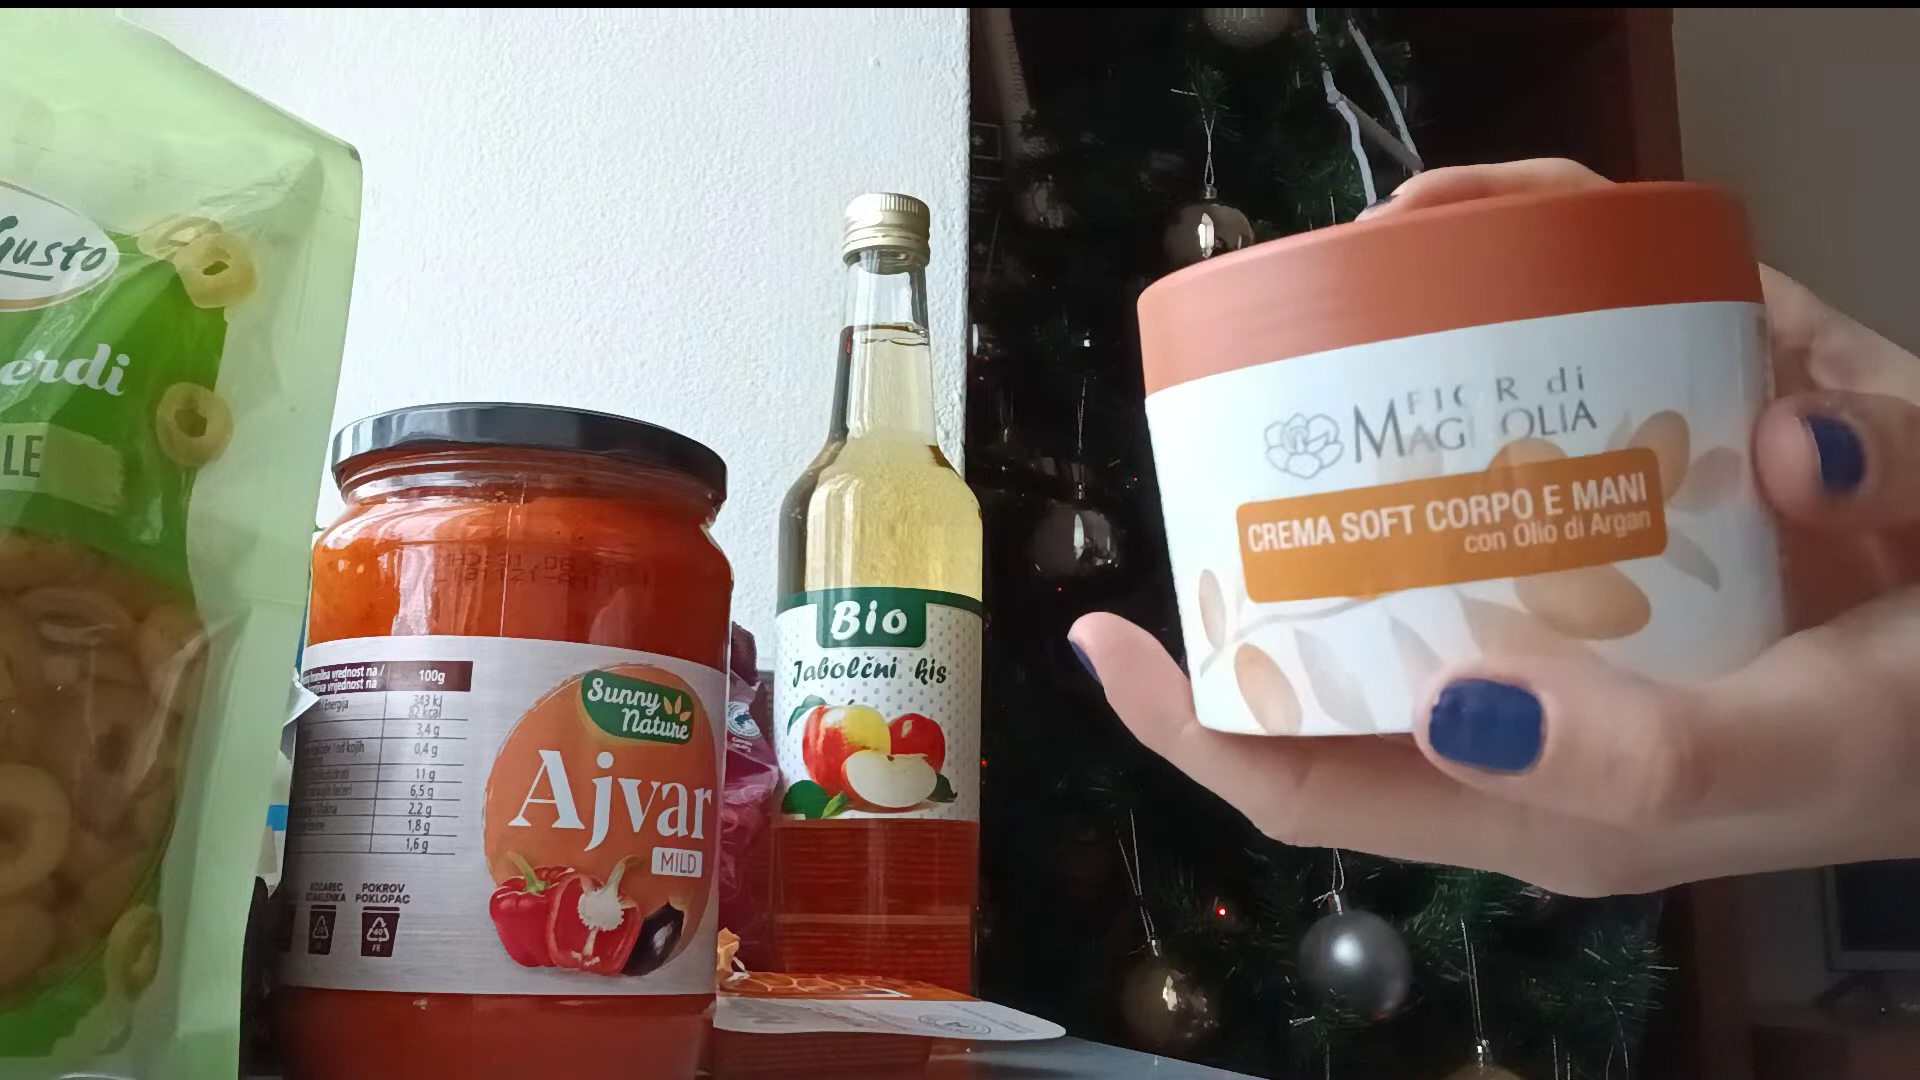 Gusto
erdi
LE
100g
343 kJ
82 kcal
3,4 g
0,4 g
11 g
6,5 g
2,2 g
1,8 g
1,6 g
POKROV
POKLOPAC
40
FE
Sunny
Nature
Ajvar
MILD
Bio
Jabolčni kis
FIOR di
MAGNOLIA
CREMA SOFT CORPO E MANI
con Olio di Argan